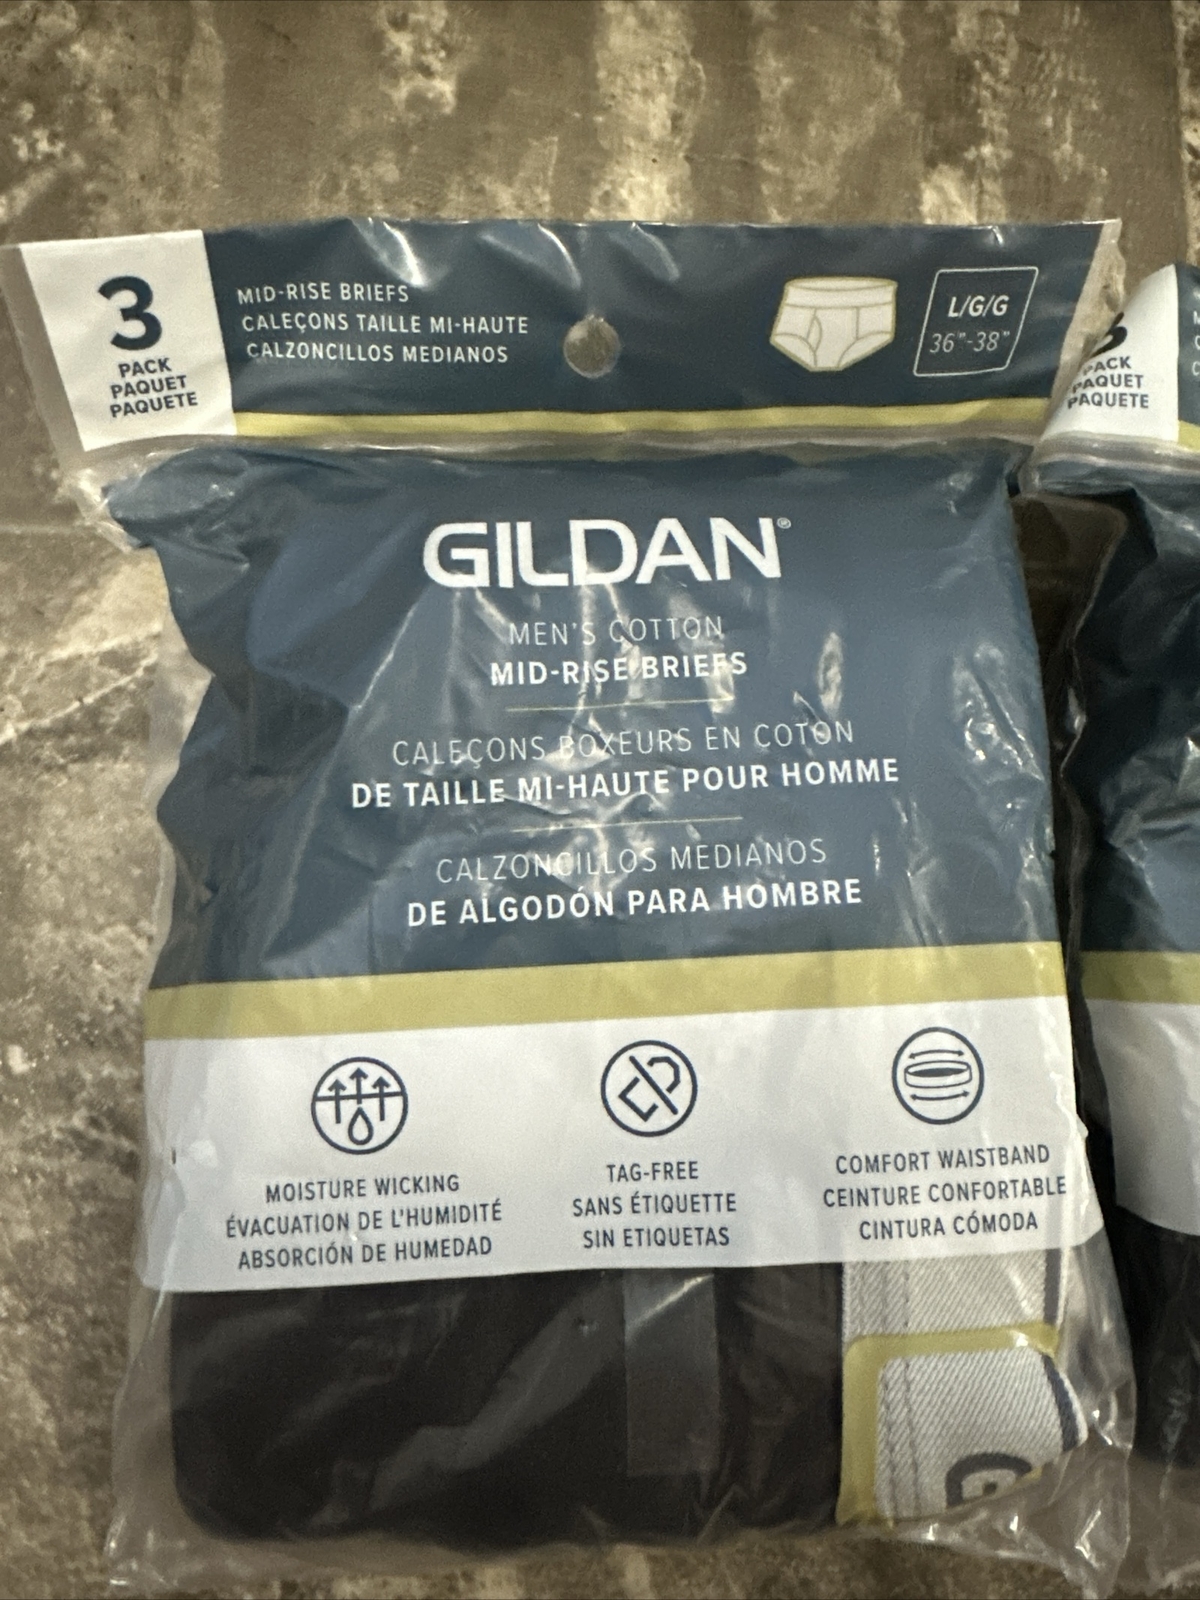 3
PACK
PAQUET
PAQUETE
MID-RISE BRIEFS
CALEÇONS TAILLE MI-HAUTE
CALZONCILLOS MEDIANOS
L/G/G
36"-38"
GILDAN®
MEN'S COTTON
MID-RISE BRIEFS
CALEÇONS BOXEURS EN COTON
DE TAILLE MI-HAUTE POUR HOMME
CALZONCILLOS MEDIANOS
DE ALGODÓN PARA HOMBRE
MOISTURE WICKING
ÉVACUATION DE L'HUMIDITÉ
ABSORCIÓN DE HUMEDAD
TAG-FREE
SANS ÉTIQUETTE
SIN ETIQUETAS
COMFORT WAISTBAND
CEINTURE CONFORTABLE
CINTURA CÓMODA
G
3
PACK
PAQUET
PAQUETE
M
C
C